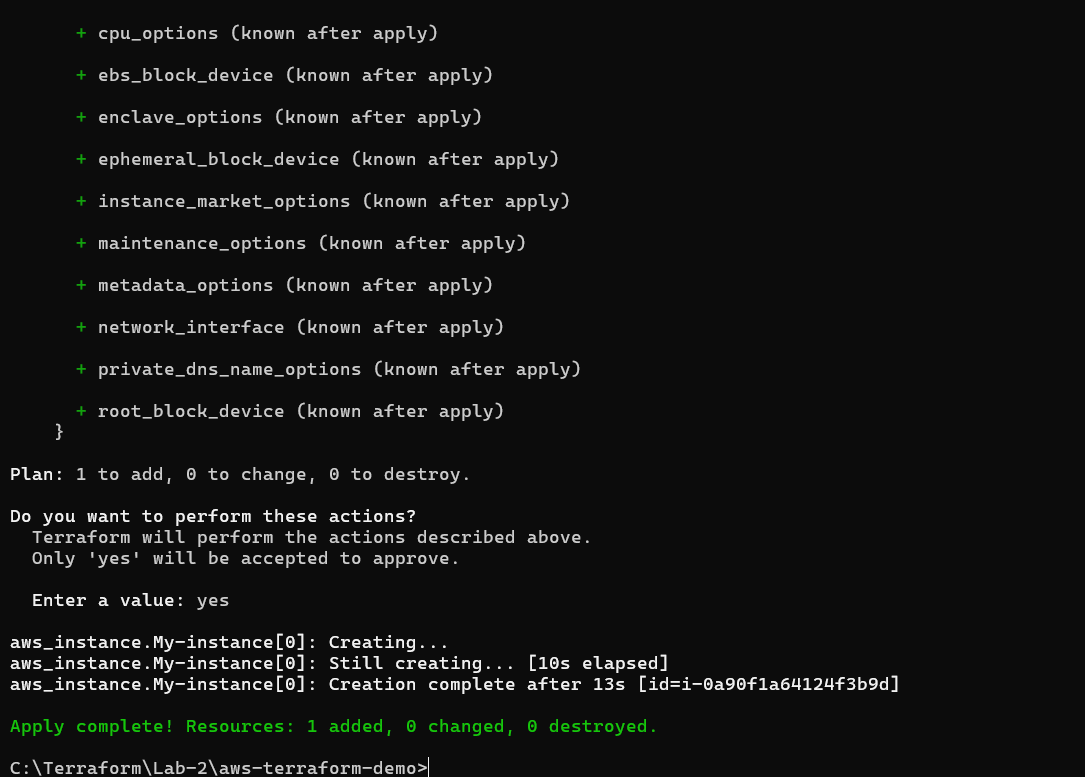 + cpu_options (known after apply)
+ ebs_block_device (known after apply)
+ enclave_options (known after apply)
+ ephemeral_block_device (known after apply)
+ instance_market_options (known after apply)
+ maintenance_options (known after apply)
+ metadata_options (known after apply)
+ network_interface (known after apply)
+ private_dns_name_options (known after apply)
+ root_block_device (known after apply)
}
Plan: 1 to add, 0 to change, 0 to destroy.
Do you want to perform these actions?
Terraform will perform the actions described above.
Only 'yes' will be accepted to approve.
Enter a value: yes
aws_instance.My-instance[0]: Creating...
aws_instance.My-instance[0]: Still creating... [10s elapsed]
aws_instance.My-instance[0]: Creation complete after 13s [id=i-0a90f1a64124f3b9d]
Apply complete! Resources: 1 added, 0 changed, 0 destroyed.
C:\Terraform\Lab-2\aws-terraform-demo>